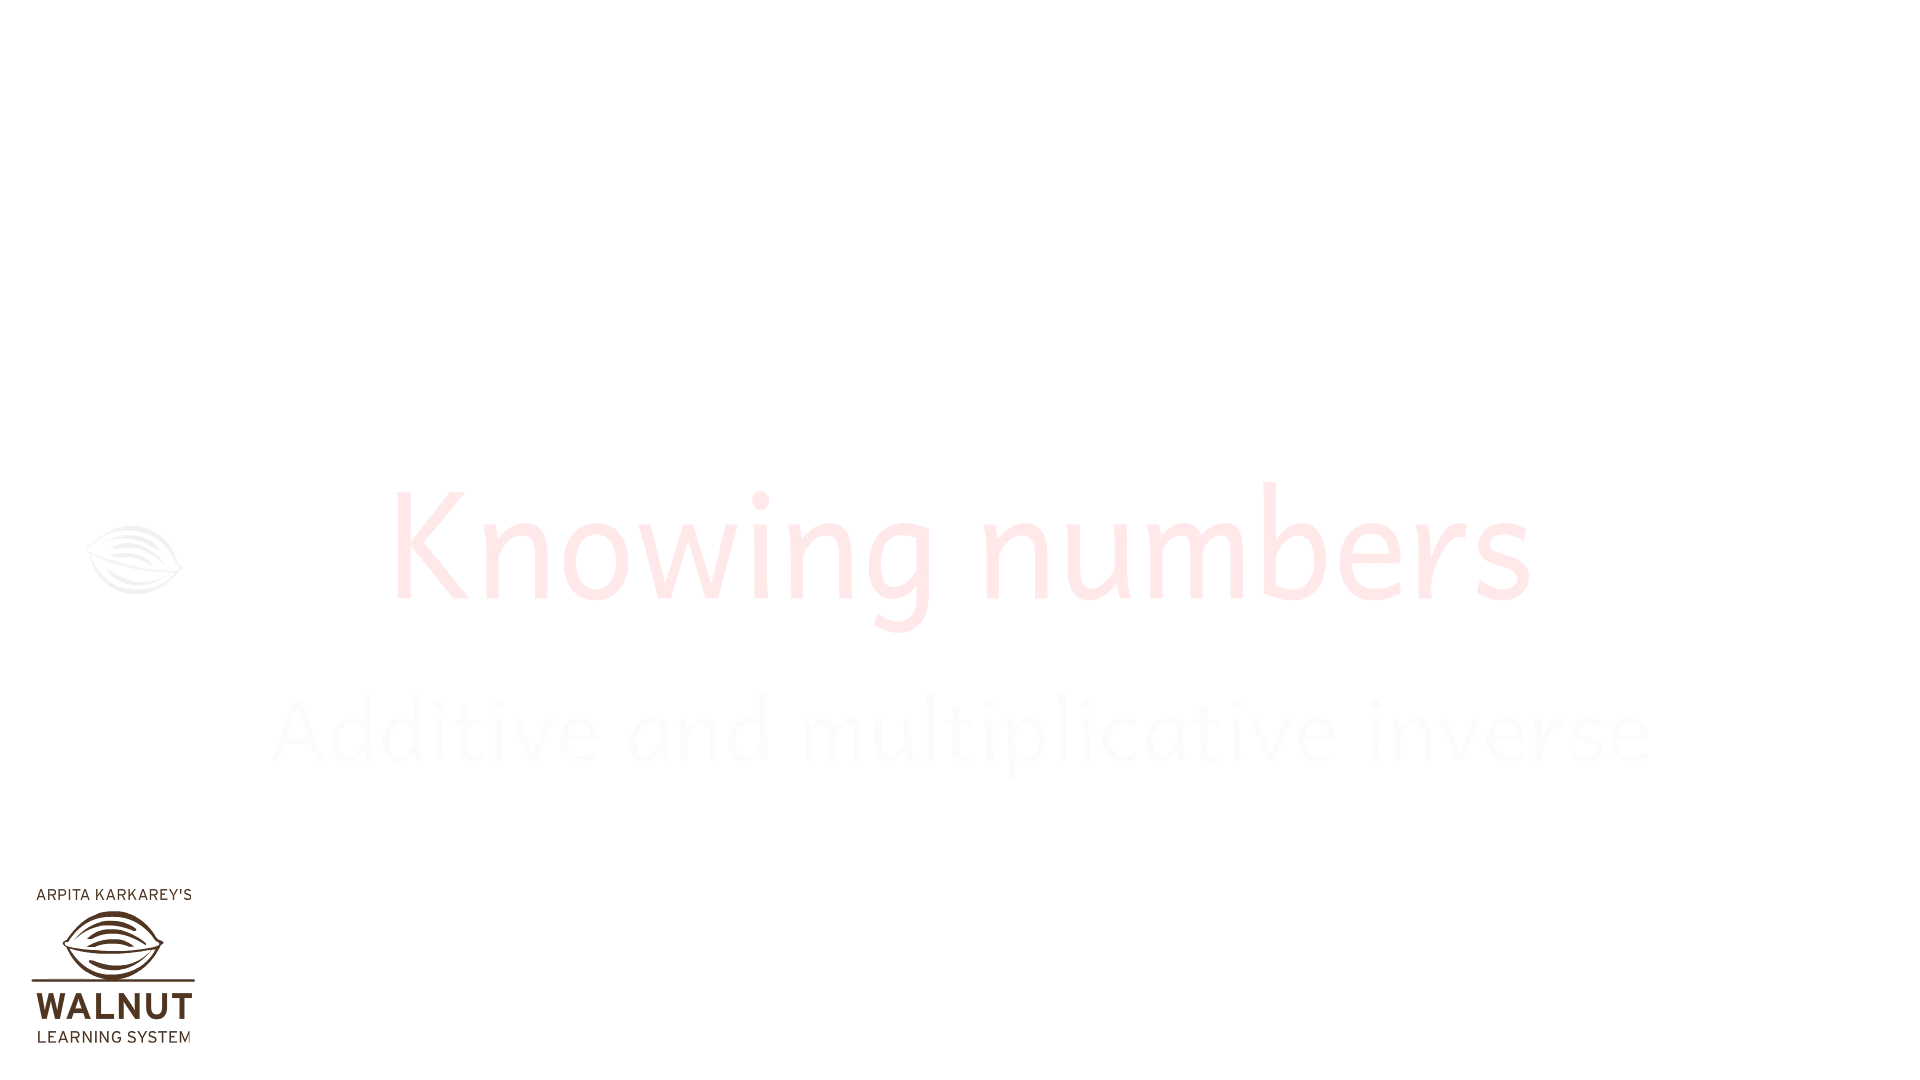 Knowing numbers
Additive and multiplicative inverse
ARPITA KARKAREY'S
WALNUT
LEARNING SYSTEM